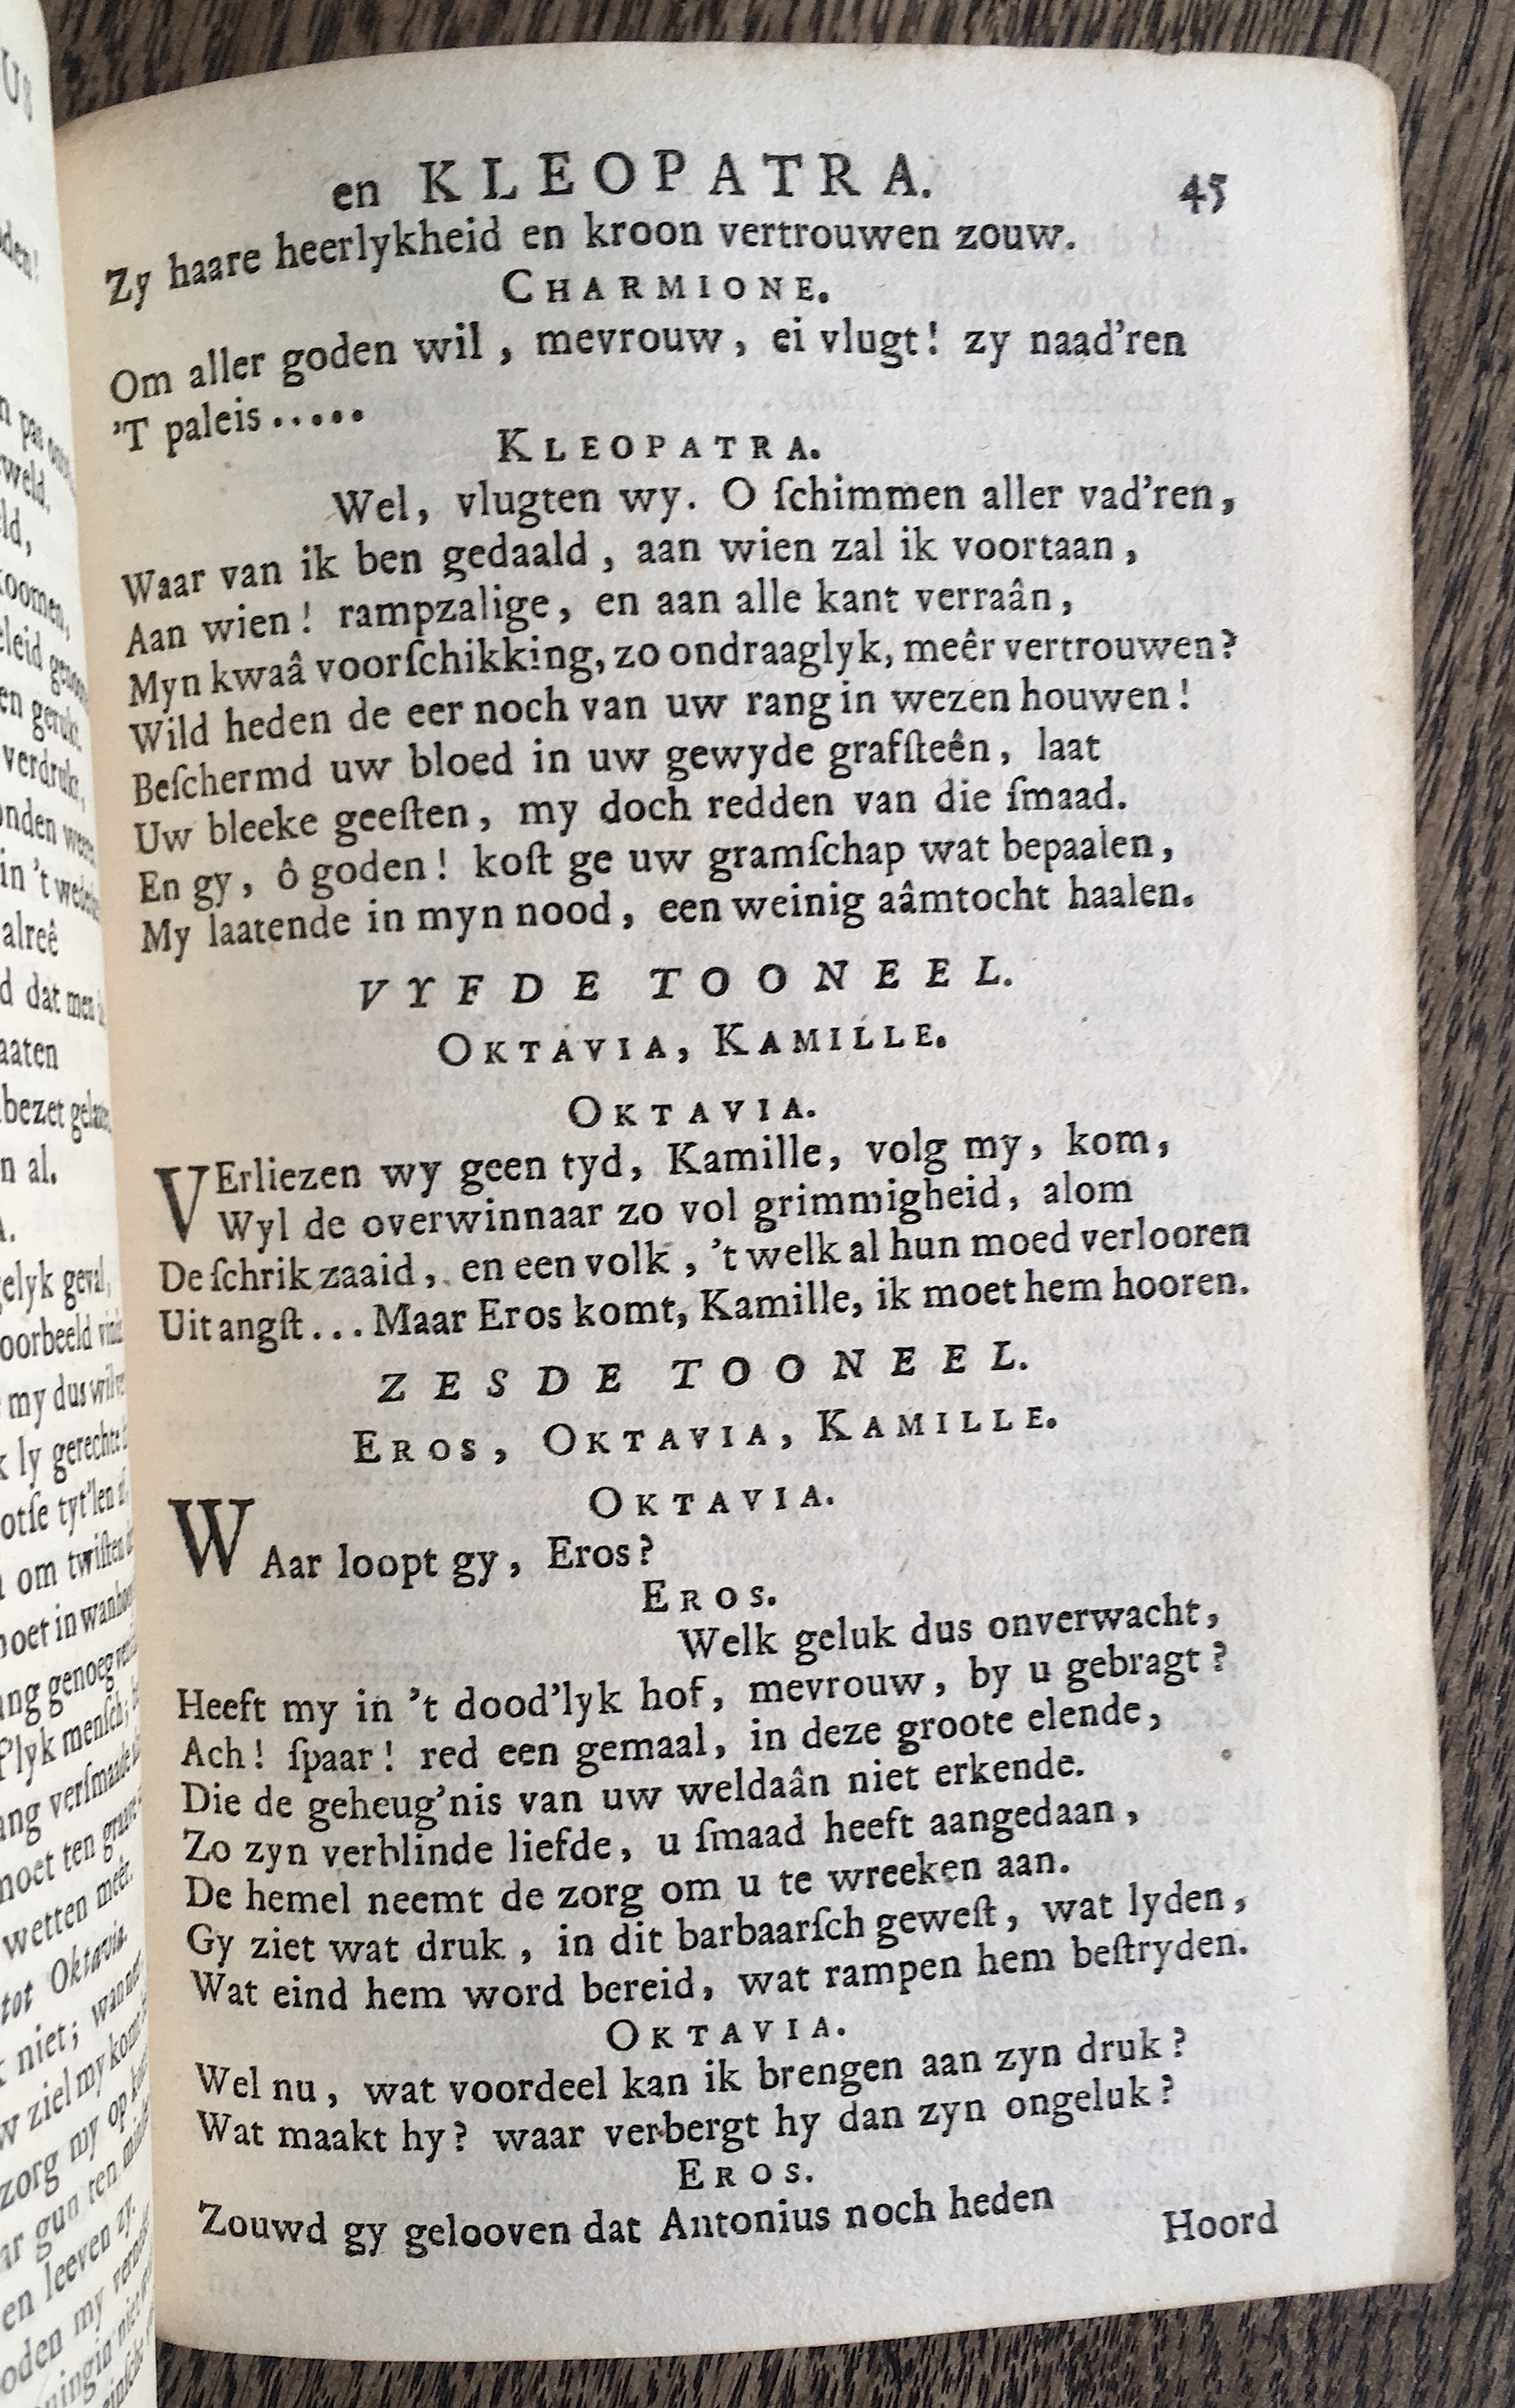 en KLEOPATRA. 45
Zy haare heerlykheid en kroon vertrouwen zouw.
CHARMIONE.
Om aller goden wil, mevrouw, ei vlugt! zy naad'ren
'T paleis.....
KLEOPATRA.
Wel, vlugten wy. O ſchimmen aller vad'ren,
Waar van ik ben gedaald, aan wien zal ik voortaan,
Aan wien! rampzalige, en aan alle kant verraân,
Myn kwaâ voorſchikking, zo ondraaglyk, meêr vertrouwen?
Wild heden de eer noch van uw rang in wezen houwen!
Beſchermd uw bloed in uw gewyde grafſteên, laat
Uw bleeke geeſten, my doch redden van die ſmaad.
En gy, ô goden! koſt ge uw gramſchap wat bepaalen,
My laatende in myn nood, een weinig aâmtocht haalen.
VYFDE TOONEEL.
OKTAVIA, KAMILLE.
OKTAVIA.
VErliezen wy geen tyd, Kamille, volg my, kom,
Wyl de overwinnaar zo vol grimmigheid, alom
De ſchrik zaaid, en een volk, 't welk al hun moed verlooren
Uit angſt... Maar Eros komt, Kamille, ik moet hem hooren.
ZESDE TOONEEL.
EROS, OKTAVIA, KAMILLE.
OKTAVIA.
WAar loopt gy, Eros?
EROS.
Welk geluk dus onverwacht,
Heeft my in 't dood'lyk hof, mevrouw, by u gebragt?
Ach! ſpaar! red een gemaal, in deze groote elende,
Die de geheug'nis van uw weldaân niet erkende.
Zo zyn verblinde liefde, u ſmaad heeft aangedaan,
De hemel neemt de zorg om u te wreeken aan.
Gy ziet wat druk, in dit barbaarſch geweſt, wat lyden,
Wat eind hem word bereid, wat rampen hem beſtryden.
OKTAVIA.
Wel nu, wat voordeel kan ik brengen aan zyn druk?
Wat maakt hy? waar verbergt hy dan zyn ongeluk?
EROS.
Zouwd gy gelooven dat Antonius noch heden
Hoord